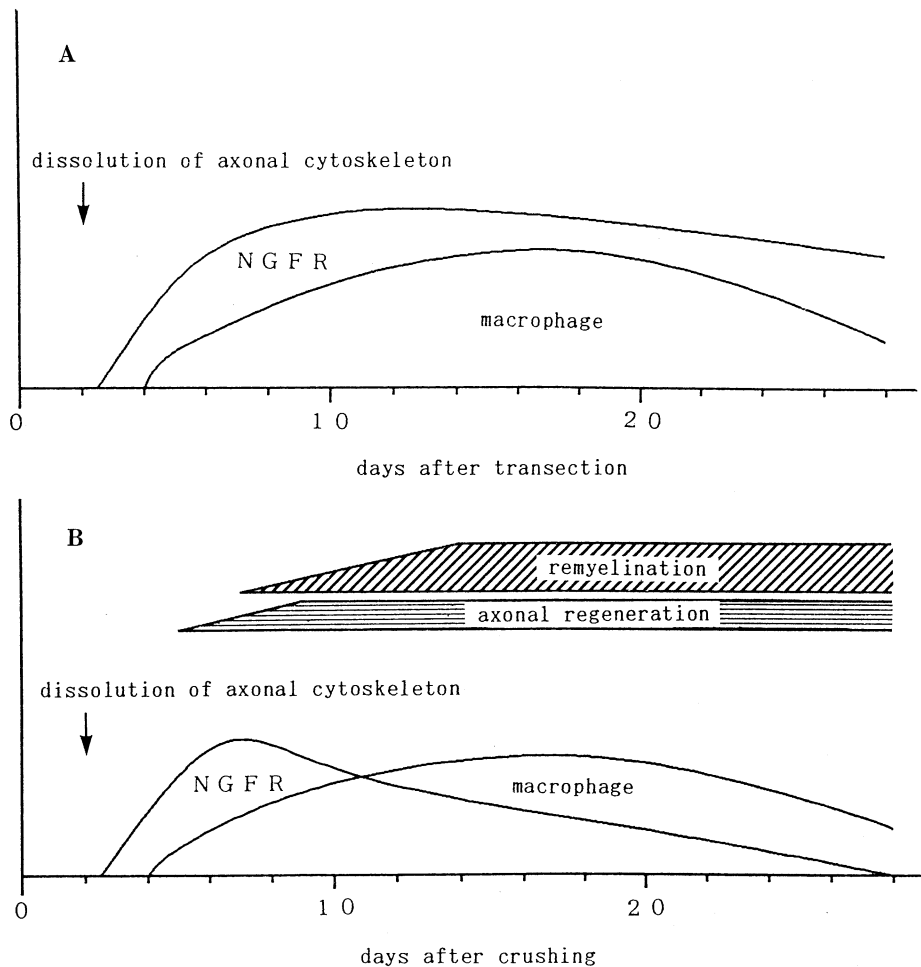 A
dissolution of axonal cytoskeleton
NGFR
macrophage
0 10 20
days after transection
B
remyelination
axonal regeneration
dissolution of axonal cytoskeleton
NGFR
macrophage
0 10 20
days after crushing